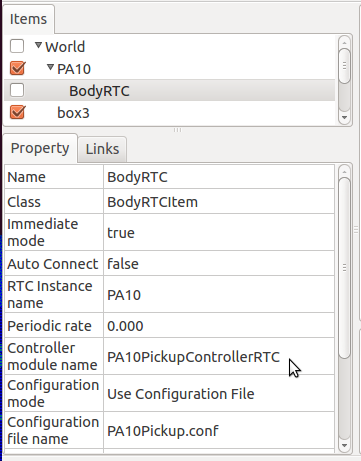 Items
World
PA10
BodyRTC
box3
Property Links
Name BodyRTC
Class BodyRTCItem
Immediate
mode true
Auto Connect false
RTC Instance
name PA10
Periodic rate 0.000
Controller
module name PA10PickupControllerRTC
Configuration
mode Use Configuration File
Configuration
file name PA10Pickup.conf